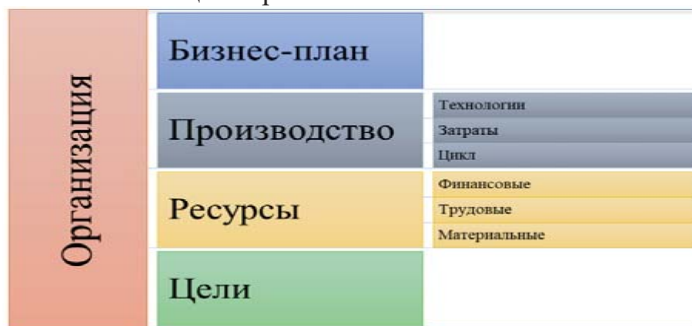 Организация
Бизнес-план
Производство
Технологии
Затраты
Цикл
Ресурсы
Финансовые
Трудовые
Материальные
Цели